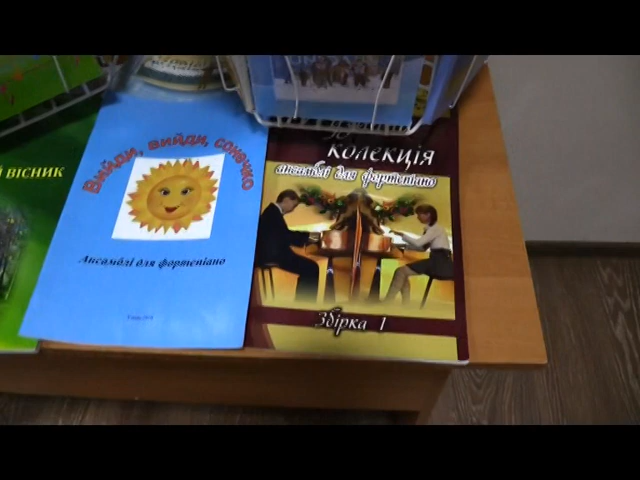 Й ВІСНИК
Вийди, вийди, сонечко
Ансамблі для фортепіано
колекція
ансамблі для фортепіано
Збірка 1